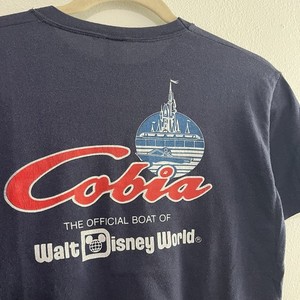 Cobia
THE OFFICIAL BOAT OF
Walt Disney World®